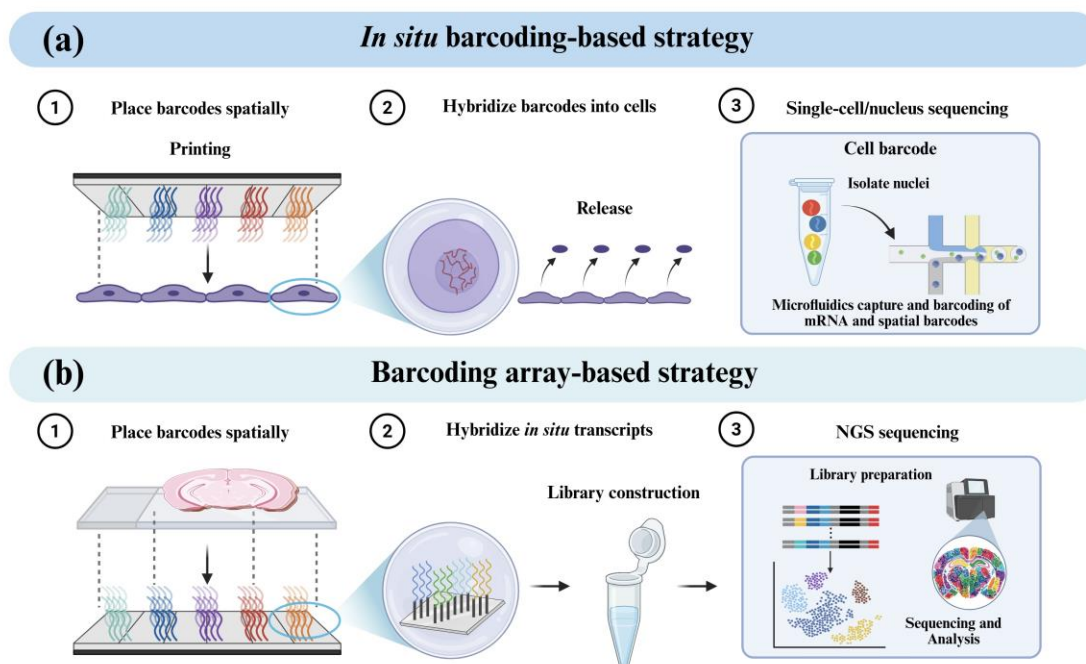 (a)
In situ barcoding-based strategy
1
Place barcodes spatially
2
Hybridize barcodes into cells
3
Single-cell/nucleus sequencing
Printing
Release
Cell barcode
Isolate nuclei
Microfluidics capture and barcoding of
mRNA and spatial barcodes
(b)
Barcoding array-based strategy
1
Place barcodes spatially
2
Hybridize in situ transcripts
3
NGS sequencing
Library construction
Library preparation
Sequencing and
Analysis